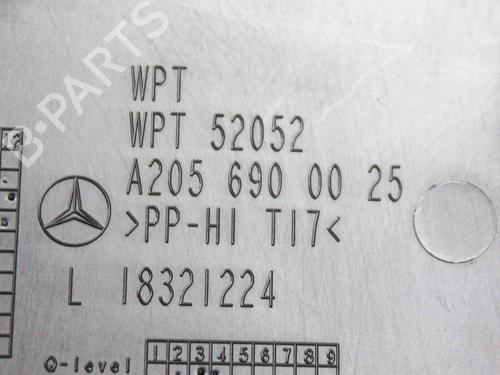 WPT
WPT 52052
A205 690 00 25
>PP-HI T17<
L 18321224
Q-level 1 2 3 4 5 6 7 8 9
B-PARTS